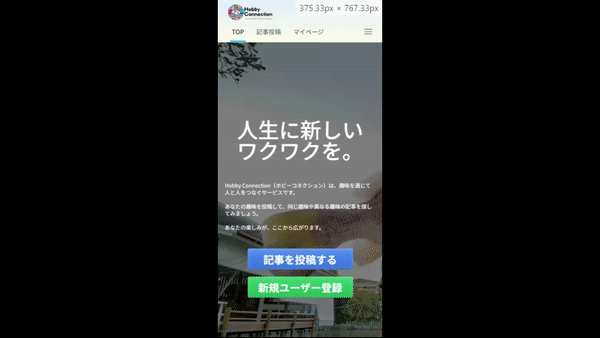 375.33px × 767.33px
Hobby
Connection
TOP
記事投稿
マイページ
人生に新しい
ワクワクを。
Hobby Connection（ホビーコネクション）は、趣味を通じて
人と人をつなぐサービスです。
あなたの趣味を投稿して、同じ趣味や異なる趣味の記事を探し
てみましょう。
あなたの楽しみが、ここから広がります。
記事を投稿する
新規ユーザー登録